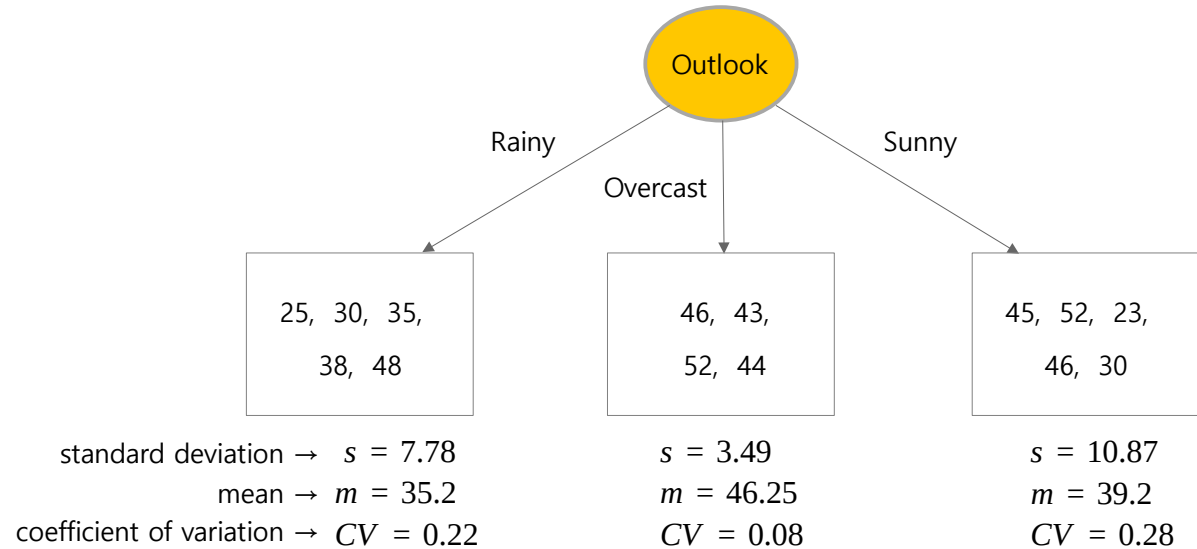 Outlook
Rainy
Overcast
Sunny
25, 30, 35,
38, 48
46, 43,
52, 44
45, 52, 23,
46, 30
standard deviation → s = 7.78
mean → m = 35.2
coefficient of variation → CV = 0.22
s = 3.49
m = 46.25
CV = 0.08
s = 10.87
m = 39.2
CV = 0.28